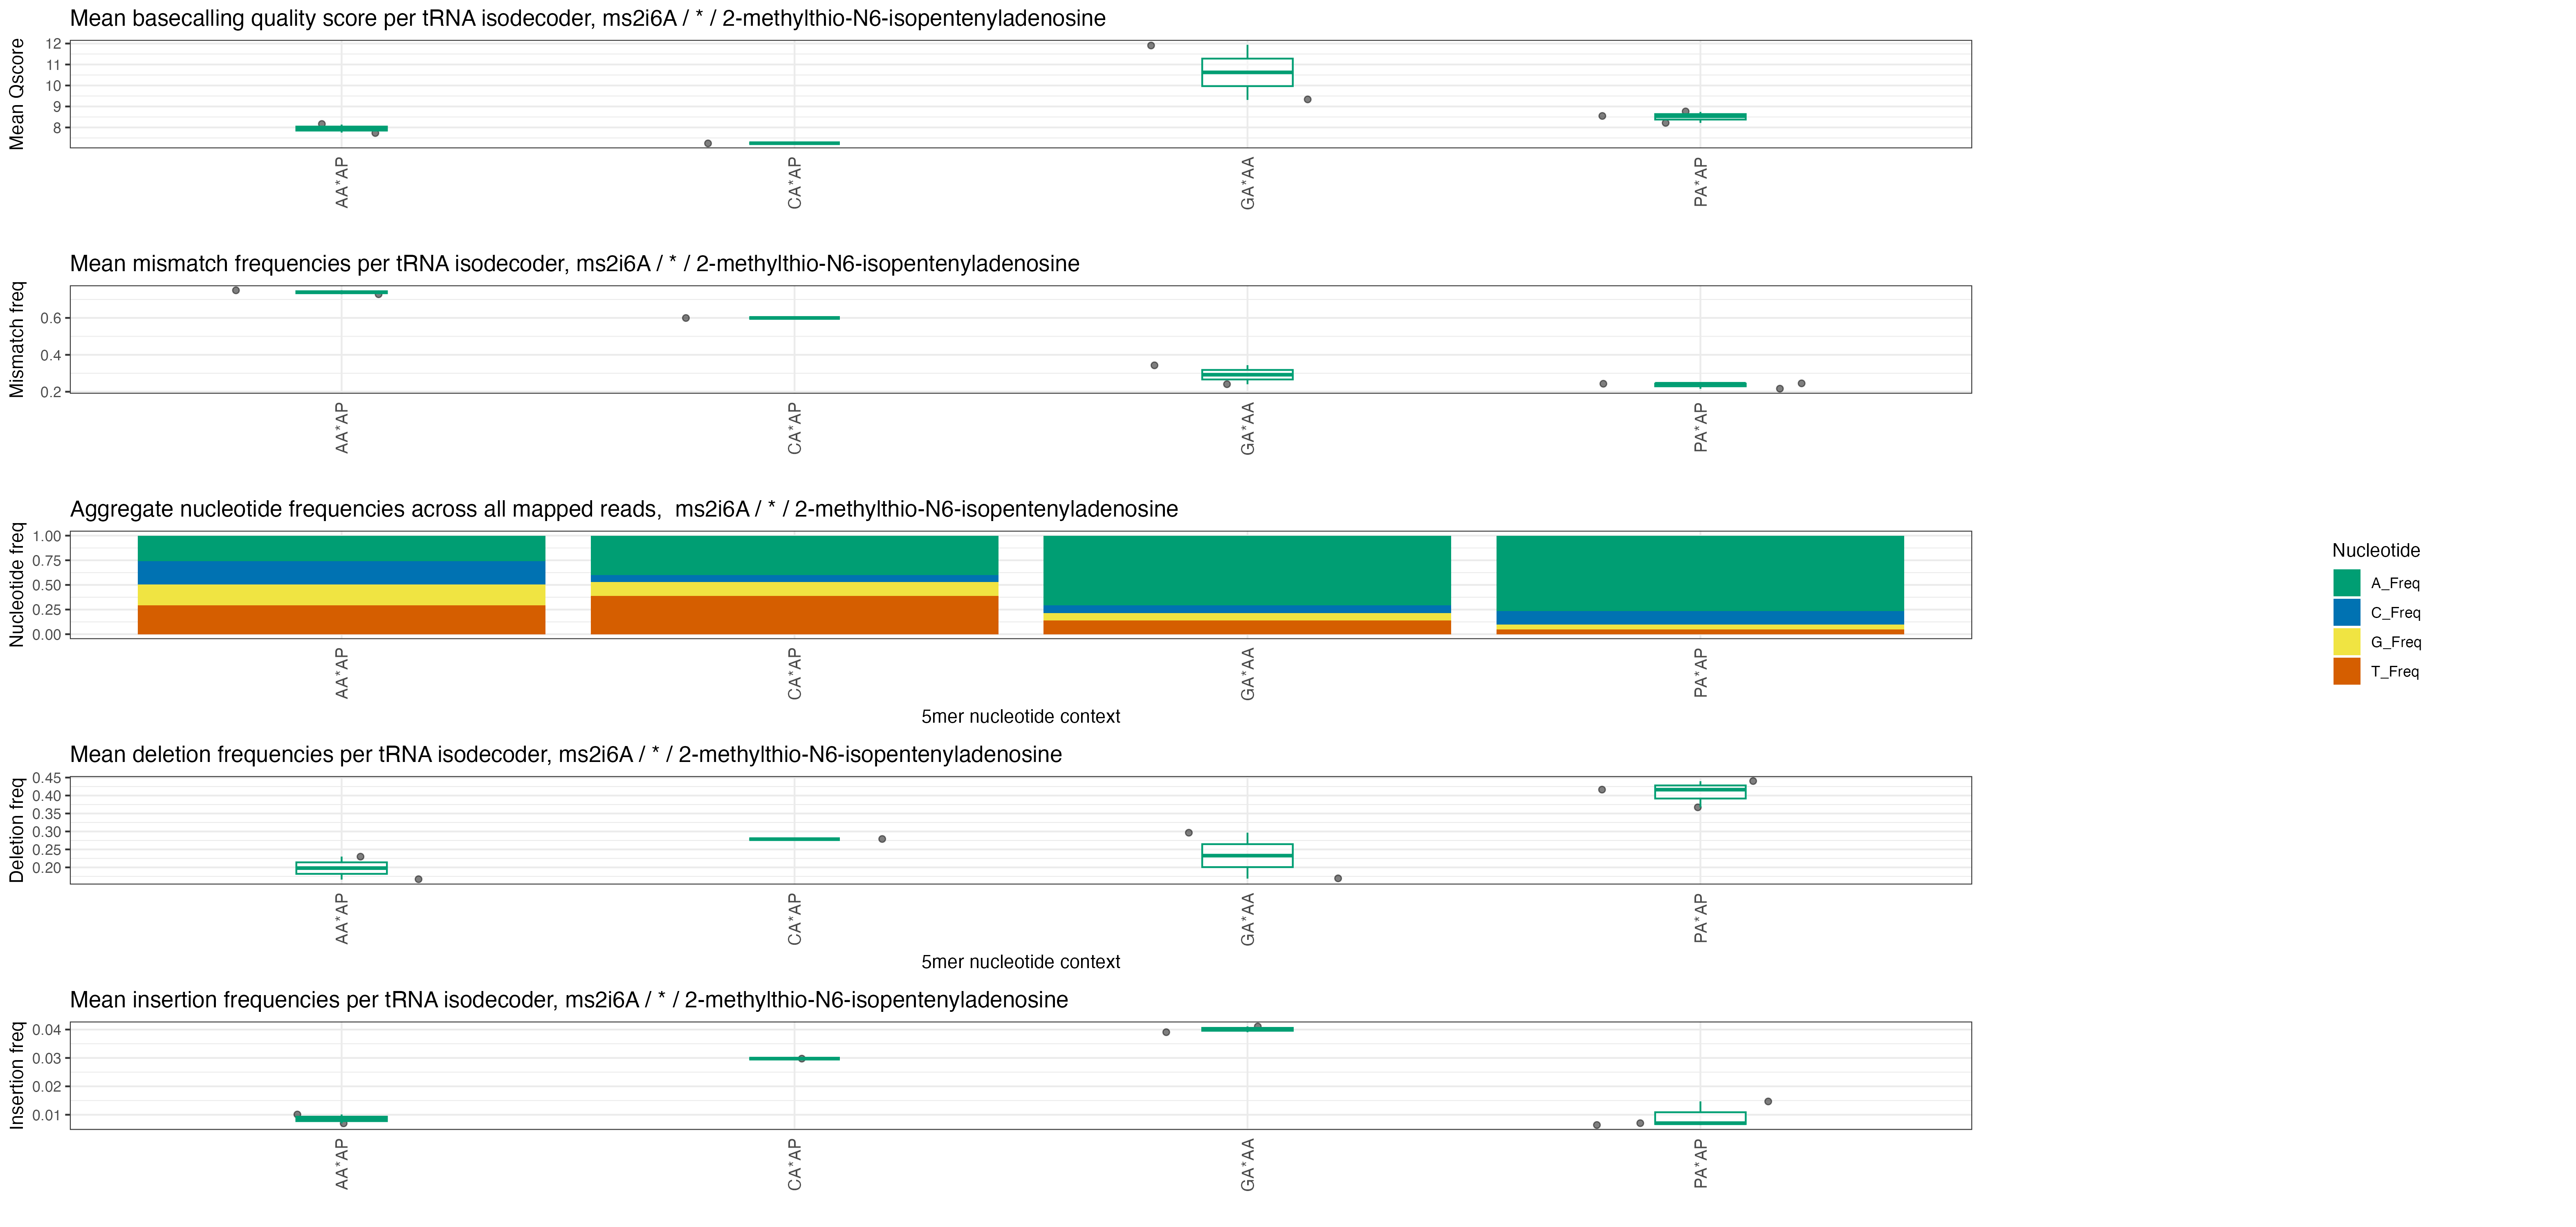 Mean basecalling quality score per tRNA isodecoder, ms2i6A / * / 2-methylthio-N6-isopentenyladenosine
Mean Qscore
12
11
10
9
8
AA*AP
CA*AP
GA*AA
PA*AP
Mean mismatch frequencies per tRNA isodecoder, ms2i6A / * / 2-methylthio-N6-isopentenyladenosine
Mismatch freq
0.6
0.4
0.2
AA*AP
CA*AP
GA*AA
PA*AP
Aggregate nucleotide frequencies across all mapped reads,  ms2i6A / * / 2-methylthio-N6-isopentenyladenosine
Nucleotide freq
1.00
0.75
0.50
0.25
0.00
AA*AP
CA*AP
GA*AA
PA*AP
5mer nucleotide context
Nucleotide
A_Freq
C_Freq
G_Freq
T_Freq
Mean deletion frequencies per tRNA isodecoder, ms2i6A / * / 2-methylthio-N6-isopentenyladenosine
Deletion freq
0.45
0.40
0.35
0.30
0.25
0.20
AA*AP
CA*AP
GA*AA
PA*AP
5mer nucleotide context
Mean insertion frequencies per tRNA isodecoder, ms2i6A / * / 2-methylthio-N6-isopentenyladenosine
Insertion freq
0.04
0.03
0.02
0.01
AA*AP
CA*AP
GA*AA
PA*AP